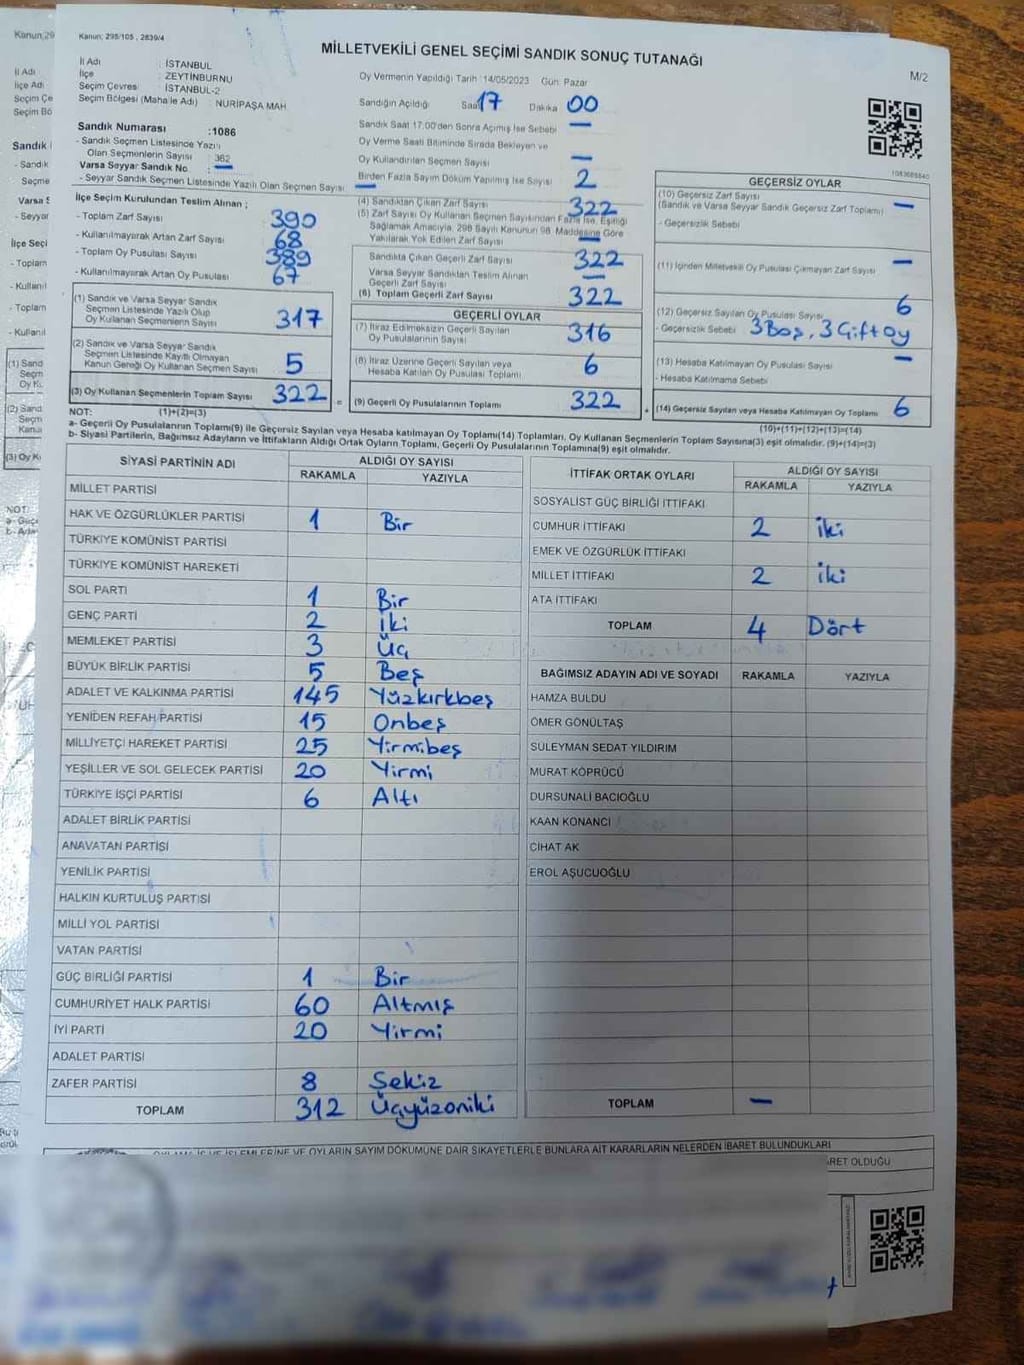 Kanun; 298/105 , 2839/4
MİLLETVEKİLİ GENEL SEÇİMİ SANDIK SONUÇ TUTANAĞI
M/2
İl Adı : İSTANBUL
İlçe : ZEYTİNBURNU
Seçim Çevres : İSTANBUL-2
Seçim Bölgesi (Mahalle Adı) : NURİPAŞA MAH
Sandık Numarası :1086
- Sandık Seçmen Listesinde Yazılı
Olan Seçmenlerin Sayısı : 362
Varsa Seyyar Sandık No : —
- Seyyar Sandık Seçmen Listesinde Yazılı Olan Seçmen Sayısı : —
Oy Vermenin Yapıldığı Tarih :14/05/2023 Gün: Pazar
Sandığın Açıldığı Saat 17 Dakika 00
Sandık Saat 17:00'den Sonra Açımış İse Sebebi —
Oy Verme Saati Bitiminde Sırada Bekleyen ve
Oy Kullandırılan Seçmen Sayısı —
Birden Fazla Sayım Döküm Yapılmış İse Sayısı 2
İlçe Seçim Kurulundan Teslim Alınan ;
- Toplam Zarf Sayısı 390
- Kullanılmayarak Artan Zarf Sayısı 68
- Toplam Oy Pusulası Sayısı 389
- Kullanılmayarak Artan Oy Pusulası 67
(1) Sandık ve Varsa Seyyar Sandık
Seçmen Listesinde Yazılı Olup
Oy Kullanan Seçmenlerin Sayısı 317
(2) Sandık ve Varsa Seyyar Sandık
Seçmen Listesinde Kayıtlı Olmayan
Kanun Gereği Oy Kullanan Seçmen Sayısı 5
(3) Oy Kullanan Seçmenlerin Toplam Sayısı 322
NOT: (1)+(2)=(3)
(4) Sandıktan Çıkan Zarf Sayısı 322
(5) Zarf Sayısı Oy Kullanan Seçmen Sayısından Fazla İse, Eşitliği
Sağlamak Amacıyla, 298 Sayılı Kanunun 98. Maddesine Göre
Yakılarak Yok Edilen Zarf Sayısı —
Sandıkta Çıkan Geçerli Zarf Sayısı 322
Varsa Seyyar Sandıktan Teslim Alınan
Geçerli Zarf Sayısı —
(6) Toplam Geçerli Zarf Sayısı 322
GEÇERLİ OYLAR
(7) İtiraz Edilmeksizin Geçerli Sayılan
Oy Pusulalarının Sayısı 316
(8) İtiraz Üzerine Geçerli Sayılan veya
Hesaba Katılan Oy Pusulası Toplamı 6
= (9) Geçerli Oy Pusulalarının Toplamı 322
1083688840
GEÇERSİZ OYLAR
(10) Geçersiz Zarf Sayısı
(Sandık ve Varsa Seyyar Sandık Geçersiz Zarf Toplamı) —
- Geçersizlik Sebebi
(11) İçinden Milletvekili Oy Pusulası Çıkmayan Zarf Sayısı —
(12) Geçersiz Sayılan Oy Pusulası Sayısı 6
- Geçersizlik Sebebi 3 Boş, 3 Çift oy
(13) Hesaba Katılmayan Oy Pusulası Sayısı —
- Hesaba Katılmama Sebebi
+ (14) Geçersiz Sayılan veya Hesaba Katılmayan Oy Toplamı 6
(10)+(11)+(12)+(13)=(14)
a- Geçerli Oy Pusulalarının Toplamı(9) ile Geçersiz Sayılan veya Hesaba katılmayan Oy Toplamı(14) Toplamları, Oy Kullanan Seçmenlerin Toplam Sayısına(3) eşit olmalıdır. (9)+(14)=(3)
b- Siyasi Partilerin, Bağımsız Adayların ve İttifakların Aldığı Ortak Oyların Toplamı, Geçerli Oy Pusulalarının Toplamına(9) eşit olmalıdır.
SİYASİ PARTİNİN ADI ALDIĞI OY SAYISI
RAKAMLA YAZIYLA
MİLLET PARTİSİ
HAK VE ÖZGÜRLÜKLER PARTİSİ 1 Bir
TÜRKİYE KOMÜNİST PARTİSİ
TÜRKİYE KOMÜNİST HAREKETİ
SOL PARTİ 1 Bir
GENÇ PARTİ 2 İki
MEMLEKET PARTİSİ 3 Üç
BÜYÜK BİRLİK PARTİSİ 5 Beş
ADALET VE KALKINMA PARTİSİ 145 Yüzkırkbeş
YENİDEN REFAH PARTİSİ 15 Onbeş
MİLLİYETÇİ HAREKET PARTİSİ 25 Yirmibeş
YEŞİLLER VE SOL GELECEK PARTİSİ 20 Yirmi
TÜRKİYE İŞÇİ PARTİSİ 6 Altı
ADALET BİRLİK PARTİSİ
ANAVATAN PARTİSİ
YENİLİK PARTİSİ
HALKIN KURTULUŞ PARTİSİ
MİLLİ YOL PARTİSİ
VATAN PARTİSİ
GÜÇ BİRLİĞİ PARTİSİ 1 Bir
CUMHURİYET HALK PARTİSİ 60 Altmış
İYİ PARTİ 20 Yirmi
ADALET PARTİSİ
ZAFER PARTİSİ 8 Sekiz
TOPLAM 312 Üçyüzoniki
İTTİFAK ORTAK OYLARI ALDIĞI OY SAYISI
RAKAMLA YAZIYLA
SOSYALİST GÜÇ BİRLİĞİ İTTİFAKI
CUMHUR İTTİFAKI 2 iki
EMEK VE ÖZGÜRLÜK İTTİFAKI
MİLLET İTTİFAKI 2 iki
ATA İTTİFAKI
TOPLAM 4 Dört
BAĞIMSIZ ADAYIN ADI VE SOYADI RAKAMLA YAZIYLA
HAMZA BULDU
ÖMER GÖNÜLTAŞ
SÜLEYMAN SEDAT YILDIRIM
MURAT KÖPRÜCÜ
DURSUNALİ BACIOĞLU
KAAN KONANCI
CİHAT AK
EROL AŞUCUOĞLU
TOPLAM —
OYLARIN SAYIM DÖKÜMÜNE DAİR ŞİKAYETLERLE BUNLARA AİT KARARLARIN NELERDEN İBARET BULUNDUKLARI
OLDUĞU